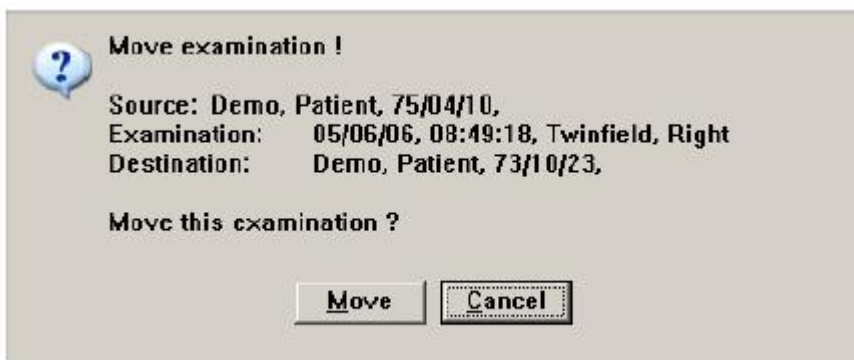 Move examination !
Source: Demo, Patient, 75/04/10,
Examination: 05/06/06, 08:49:18, Twinfield, Right
Destination: Demo, Patient, 73/10/23,
Move this examination ?
Move Cancel